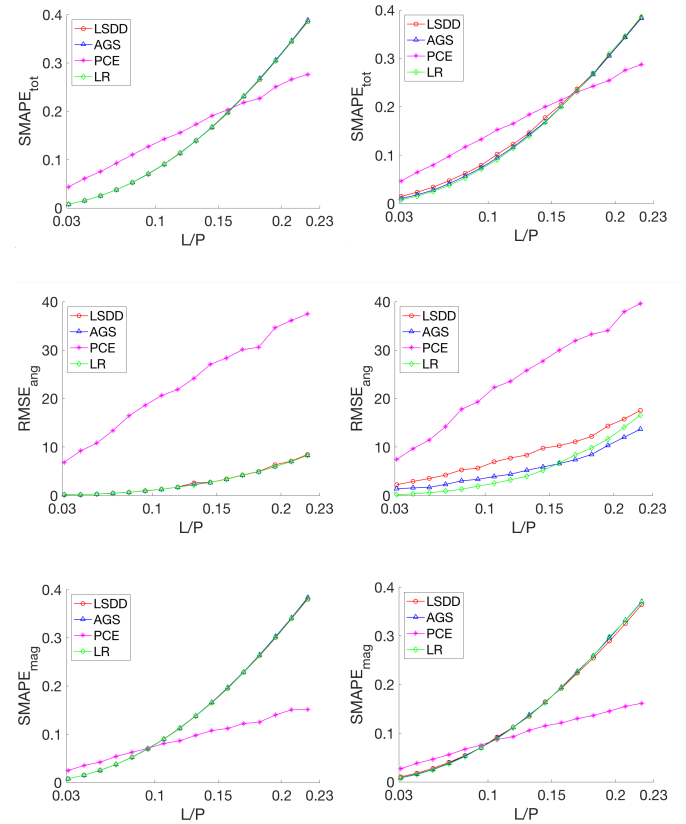 0.4
0.3
0.2
0.1
0
SMAPE_tot
LSDD
AGS
PCE
LR
0.03
0.1
0.15
0.2
0.23
L/P
0.4
0.3
0.2
0.1
0
SMAPE_tot
LSDD
AGS
PCE
LR
0.03
0.1
0.15
0.2
0.23
L/P
40
30
20
10
0
RMSE_ang
LSDD
AGS
PCE
LR
0.03
0.1
0.15
0.2
0.23
L/P
40
30
20
10
0
RMSE_ang
LSDD
AGS
PCE
LR
0.03
0.1
0.15
0.2
0.23
L/P
0.4
0.3
0.2
0.1
0
SMAPE_mag
LSDD
AGS
PCE
LR
0.03
0.1
0.15
0.2
0.23
L/P
0.4
0.3
0.2
0.1
0
SMAPE_mag
LSDD
AGS
PCE
LR
0.03
0.1
0.15
0.2
0.23
L/P